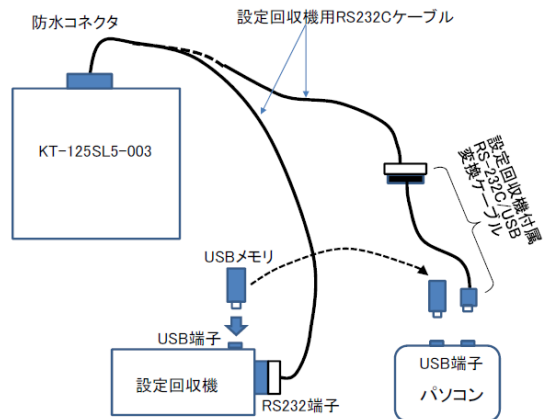 防水コネクタ
設定回収機用RS232Cケーブル
KT-125SL5-003
設定回収機付属
RS-232C/USB
変換ケーブル
USBメモリ
USB端子
設定回収機
RS232端子
USB端子
パソコン